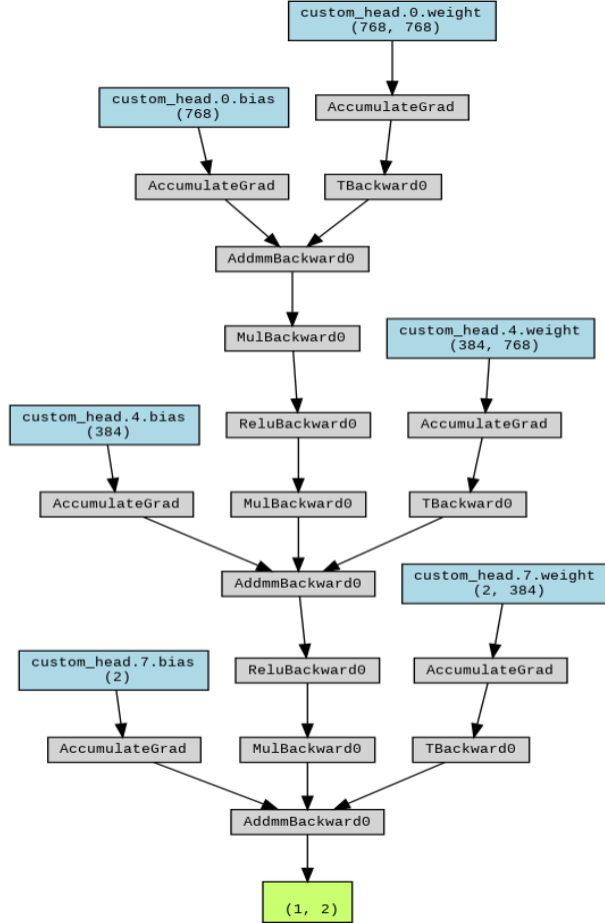 custom_head.0.weight
(768, 768)
custom_head.0.bias
(768)
AccumulateGrad
AccumulateGrad
TBackward0
AddmmBackward0
MulBackward0
custom_head.4.weight
(384, 768)
custom_head.4.bias
(384)
ReluBackward0
AccumulateGrad
AccumulateGrad
MulBackward0
TBackward0
AddmmBackward0
custom_head.7.weight
(2, 384)
custom_head.7.bias
(2)
ReluBackward0
AccumulateGrad
AccumulateGrad
MulBackward0
TBackward0
AddmmBackward0
(1, 2)